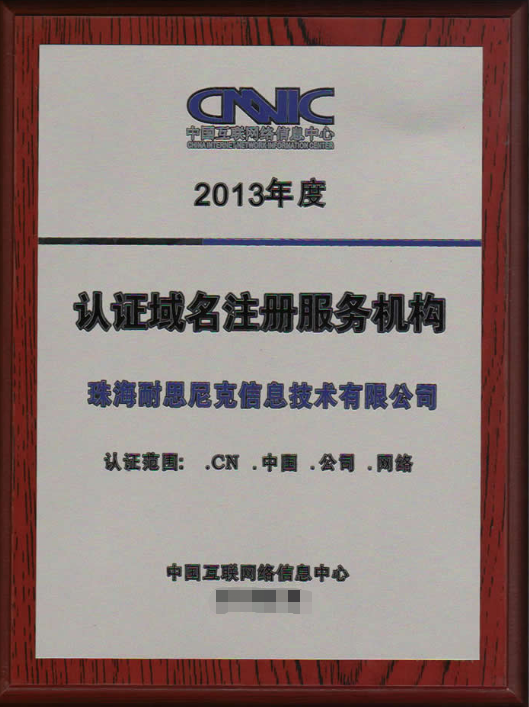 CNNIC
中国互联网络信息中心
CHINA INTERNET NETWORK INFORMATION CENTER
2013年度
认证域名注册服务机构
珠海耐思尼克信息技术有限公司
认证范围: .CN .中国 .公司 .网络
中国互联网络信息中心